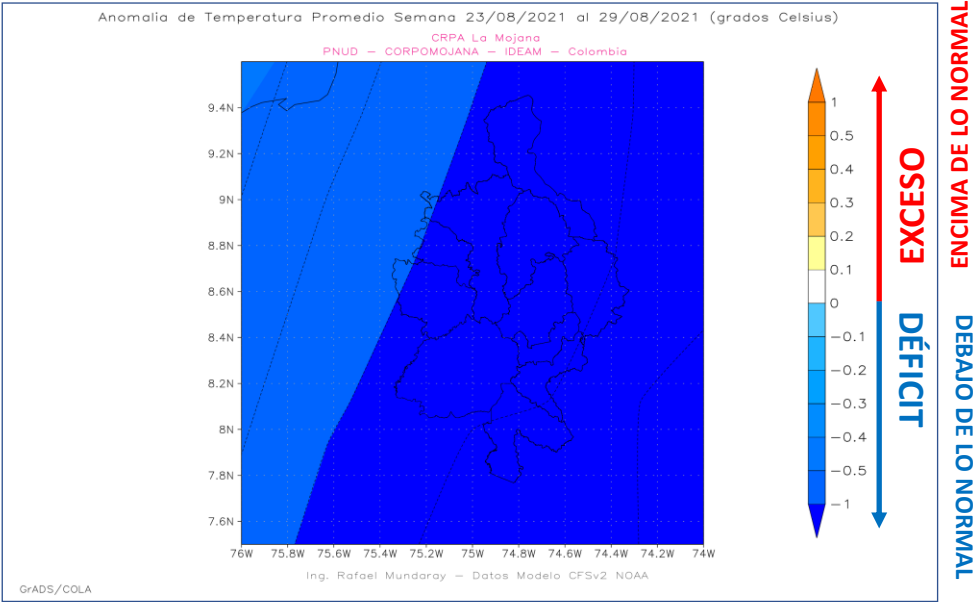 Anomalia de Temperatura Promedio Semana 23/08/2021 al 29/08/2021 (grados Celsius)
CRPA La Mojana
PNUD – CORPOMOJANA – IDEAM – Colombia
9.4N
9.2N
9N
8.8N
8.6N
8.4N
8.2N
8N
7.8N
7.6N
76W 75.8W 75.6W 75.4W 75.2W 75W 74.8W 74.6W 74.4W 74.2W 74W
1
0.5
0.4
0.3
0.2
0.1
0
−0.1
−0.2
−0.3
−0.4
−0.5
−1
EXCESO
DÉFICIT
ENCIMA DE LO NORMAL
DEBAJO DE LO NORMAL
Ing. Rafael Mundaray – Datos Modelo CFSv2 NOAA
GrADS/COLA